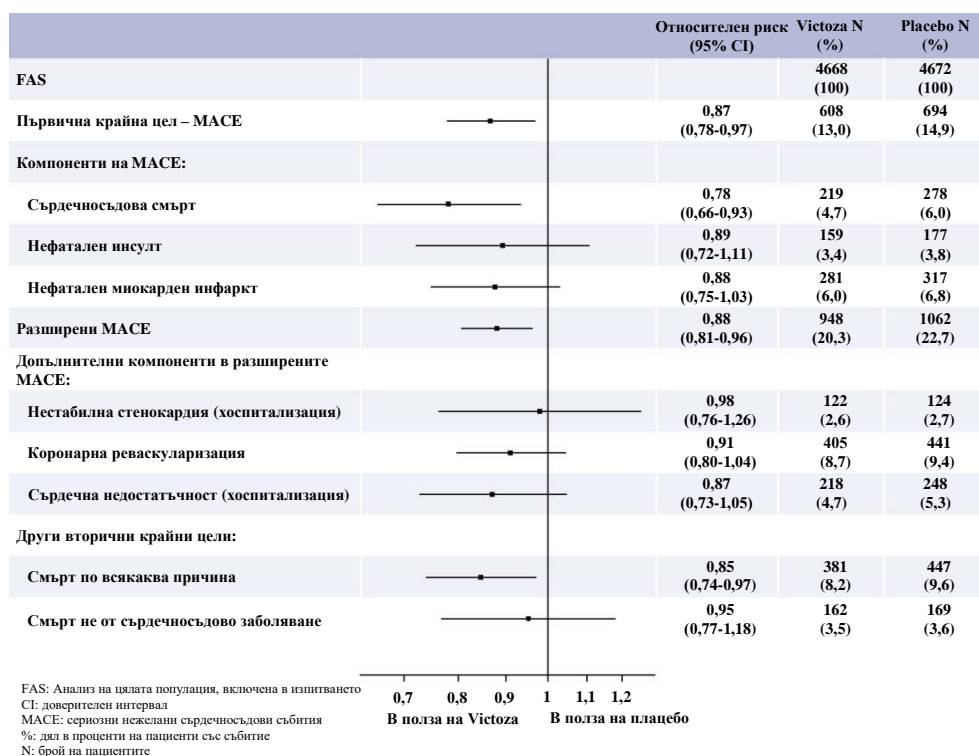 Относителен риск Victoza N Placebo N
(95% CI) (%) (%)
FAS 4668 4672
(100) (100)
Първична крайна цел – MACE 0,87 608 694
(0,78-0,97) (13,0) (14,9)
Компоненти на MACE:
Сърдечносъдова смърт 0,78 219 278
(0,66-0,93) (4,7) (6,0)
Нефатален инсулт 0,89 159 177
(0,72-1,11) (3,4) (3,8)
Нефатален миокарден инфаркт 0,88 281 317
(0,75-1,03) (6,0) (6,8)
Разширени MACE 0,88 948 1062
(0,81-0,96) (20,3) (22,7)
Допълнителни компоненти в разширените
MACE:
Нестабилна стенокардия (хоспитализация) 0,98 122 124
(0,76-1,26) (2,6) (2,7)
Коронарна реваскуларизация 0,91 405 441
(0,80-1,04) (8,7) (9,4)
Сърдечна недостатъчност (хоспитализация) 0,87 218 248
(0,73-1,05) (4,7) (5,3)
Други вторични крайни цели:
Смърт по всякаква причина 0,85 381 447
(0,74-0,97) (8,2) (9,6)
Смърт не от сърдечносъдово заболяване 0,95 162 169
(0,77-1,18) (3,5) (3,6)
0,7 0,8 0,9 1 1,1 1,2
В полза на Victoza В полза на плацебо
FAS: Анализ на цялата популация, включена в изпитването
CI: доверителен интервал
MACE: сериозни нежелани сърдечносъдови събития
%: дял в проценти на пациенти със събитие
N: брой на пациентите